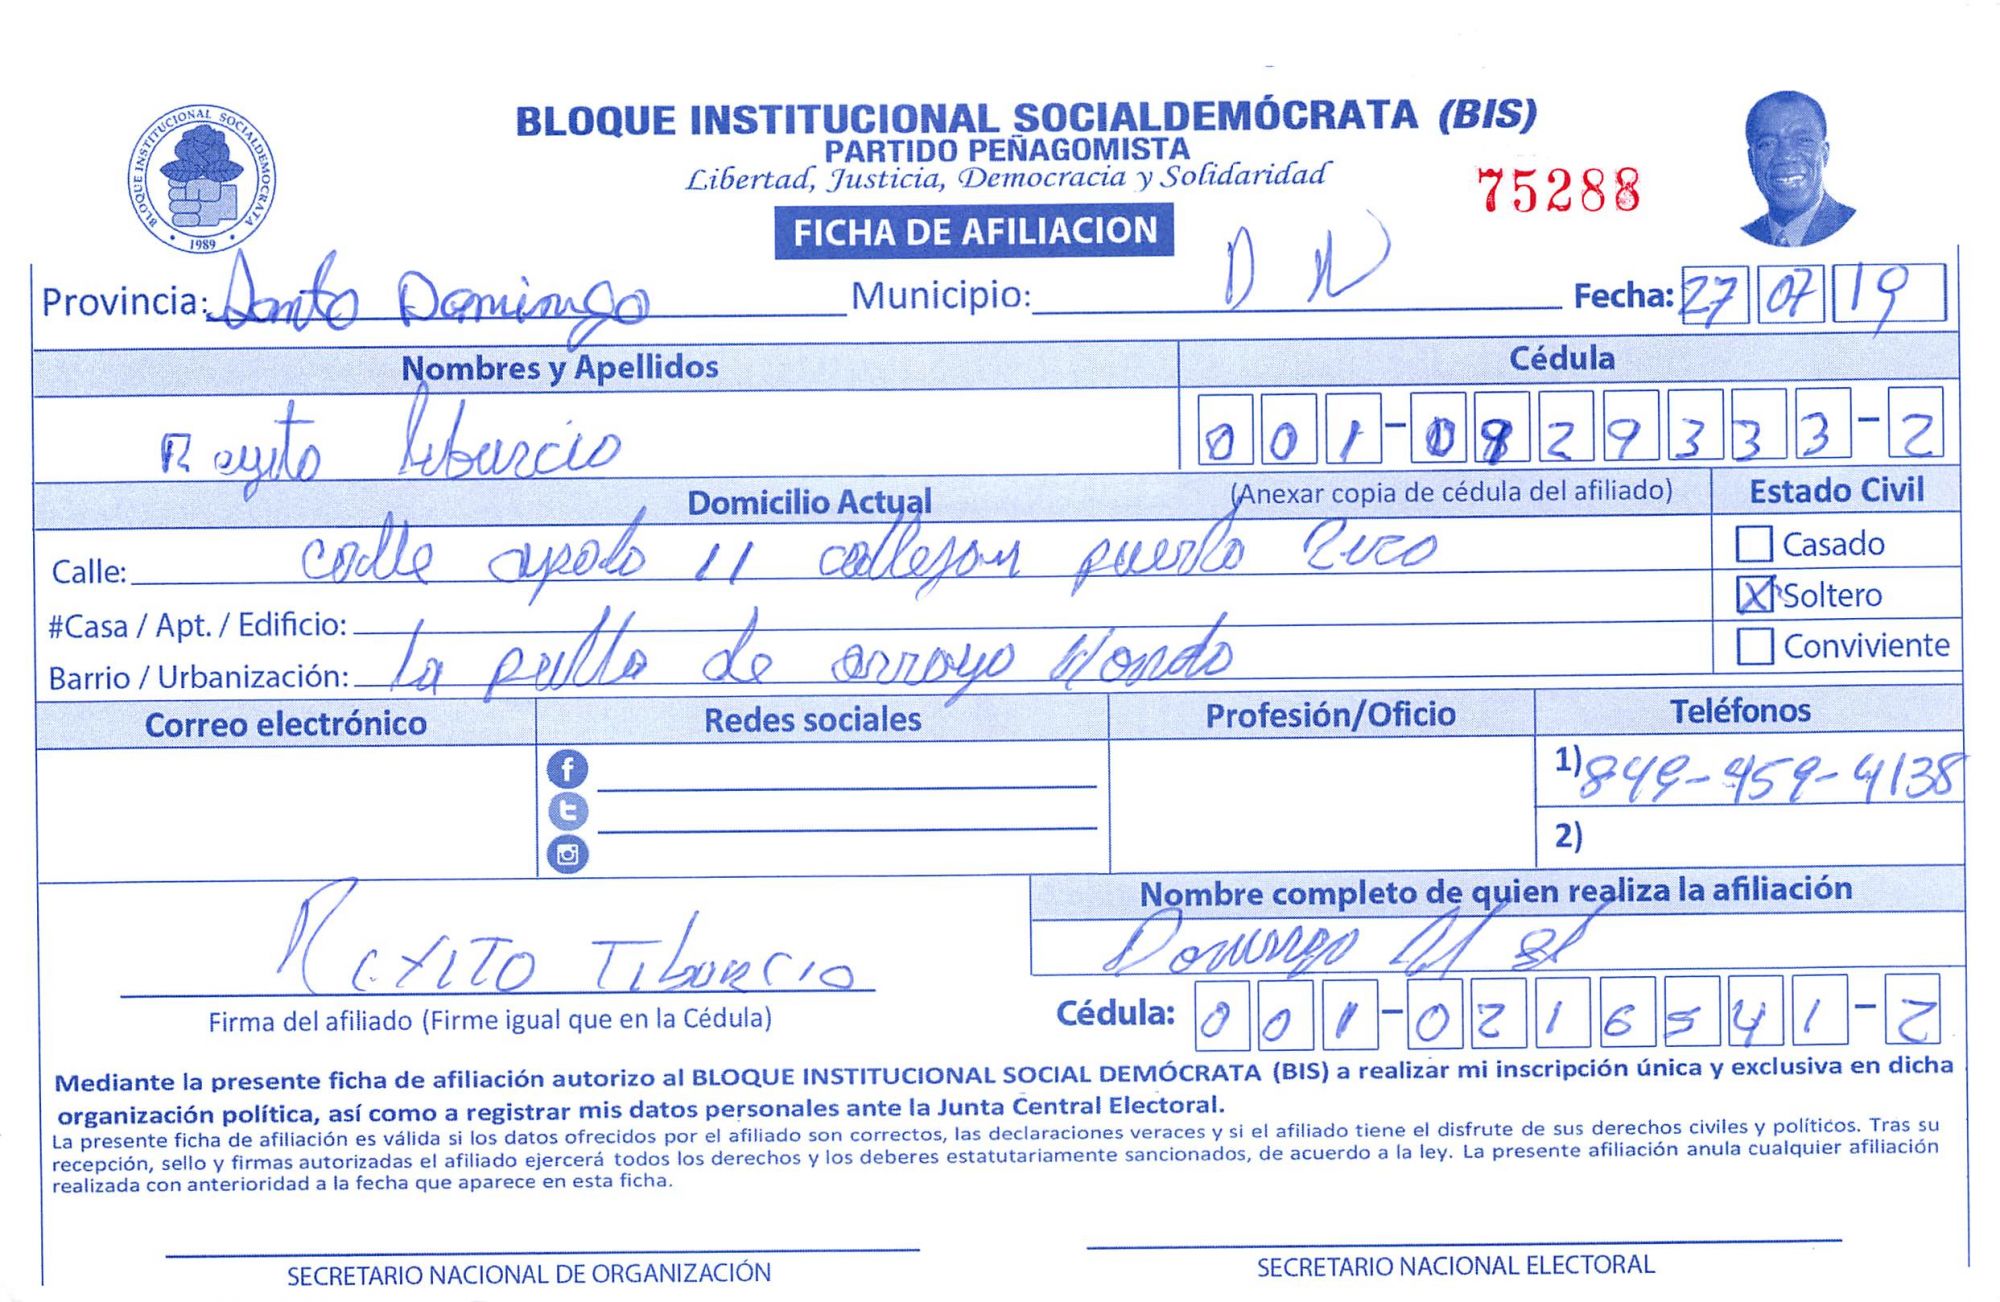 BLOQUE INSTITUCIONAL SOCIALDEMÓCRATA (BIS)
PARTIDO PEÑAGOMISTA
Libertad, Justicia, Democracia y Solidaridad
75288
BLOQUE INSTITUCIONAL SOCIALDEMOCRATA
1989
FICHA DE AFILIACION
Provincia: Santo Domingo Municipio: D N Fecha: 27 07 19
Nombres y Apellidos Cédula
Reyito Tiburcio 001-0829333-2
Domicilio Actual (Anexar copia de cédula del afiliado) Estado Civil
Calle: calle apolo 11 callejon puerto Rico Casado
#Casa / Apt. / Edificio: X Soltero
Barrio / Urbanización: La de arroyo Hondo Conviviente
Correo electrónico Redes sociales Profesión/Oficio Teléfonos
1) 849-459-4138
2)
Nombre completo de quien realiza la afiliación
Domingo
Tiburcio
Firma del afiliado (Firme igual que en la Cédula) Cédula: 001-0216541-2
Mediante la presente ficha de afiliación autorizo al BLOQUE INSTITUCIONAL SOCIAL DEMÓCRATA (BIS) a realizar mi inscripción única y exclusiva en dicha
organización política, así como a registrar mis datos personales ante la Junta Central Electoral.
La presente ficha de afiliación es válida si los datos ofrecidos por el afiliado son correctos, las declaraciones veraces y si el afiliado tiene el disfrute de sus derechos civiles y políticos. Tras su
recepción, sello y firmas autorizadas el afiliado ejercerá todos los derechos y los deberes estatutariamente sancionados, de acuerdo a la ley. La presente afiliación anula cualquier afiliación
realizada con anterioridad a la fecha que aparece en esta ficha.
SECRETARIO NACIONAL DE ORGANIZACIÓN SECRETARIO NACIONAL ELECTORAL